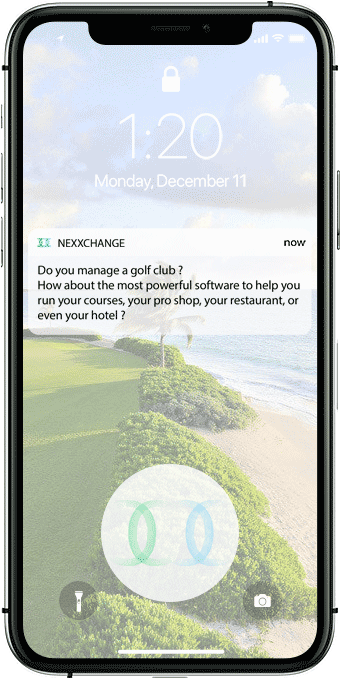 1:20
Monday, December 11
NEXXCHANGE
now
Do you manage a golf club ?
How about the most powerful software to help you
run your courses, your pro shop, your restaurant, or
even your hotel ?